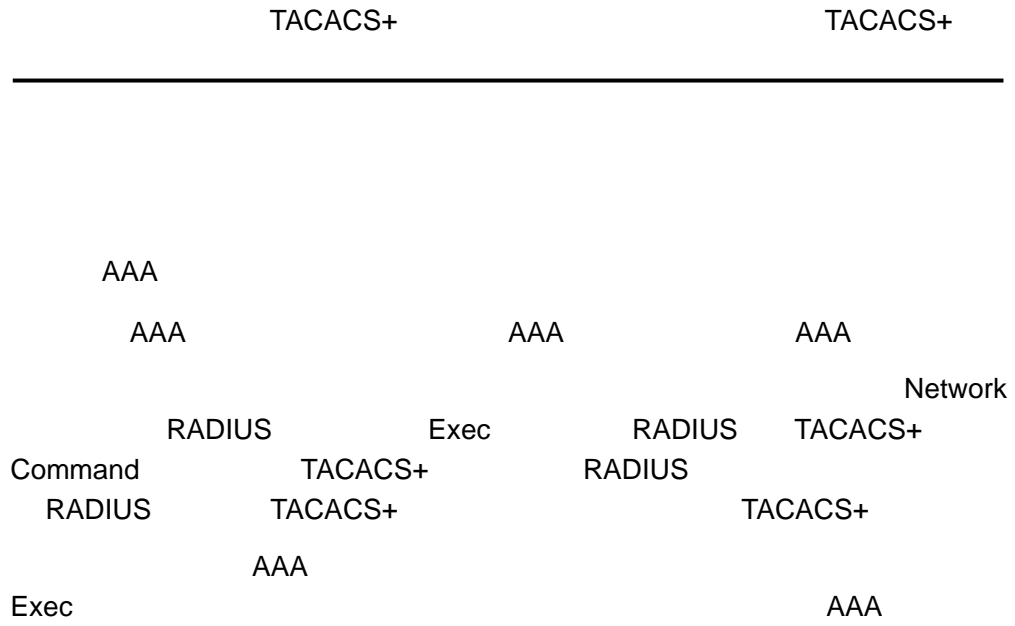 TACACS+ TACACS+
AAA
AAA AAA AAA
Network
RADIUS Exec RADIUS TACACS+
Command TACACS+ RADIUS
RADIUS TACACS+ TACACS+
AAA
Exec AAA